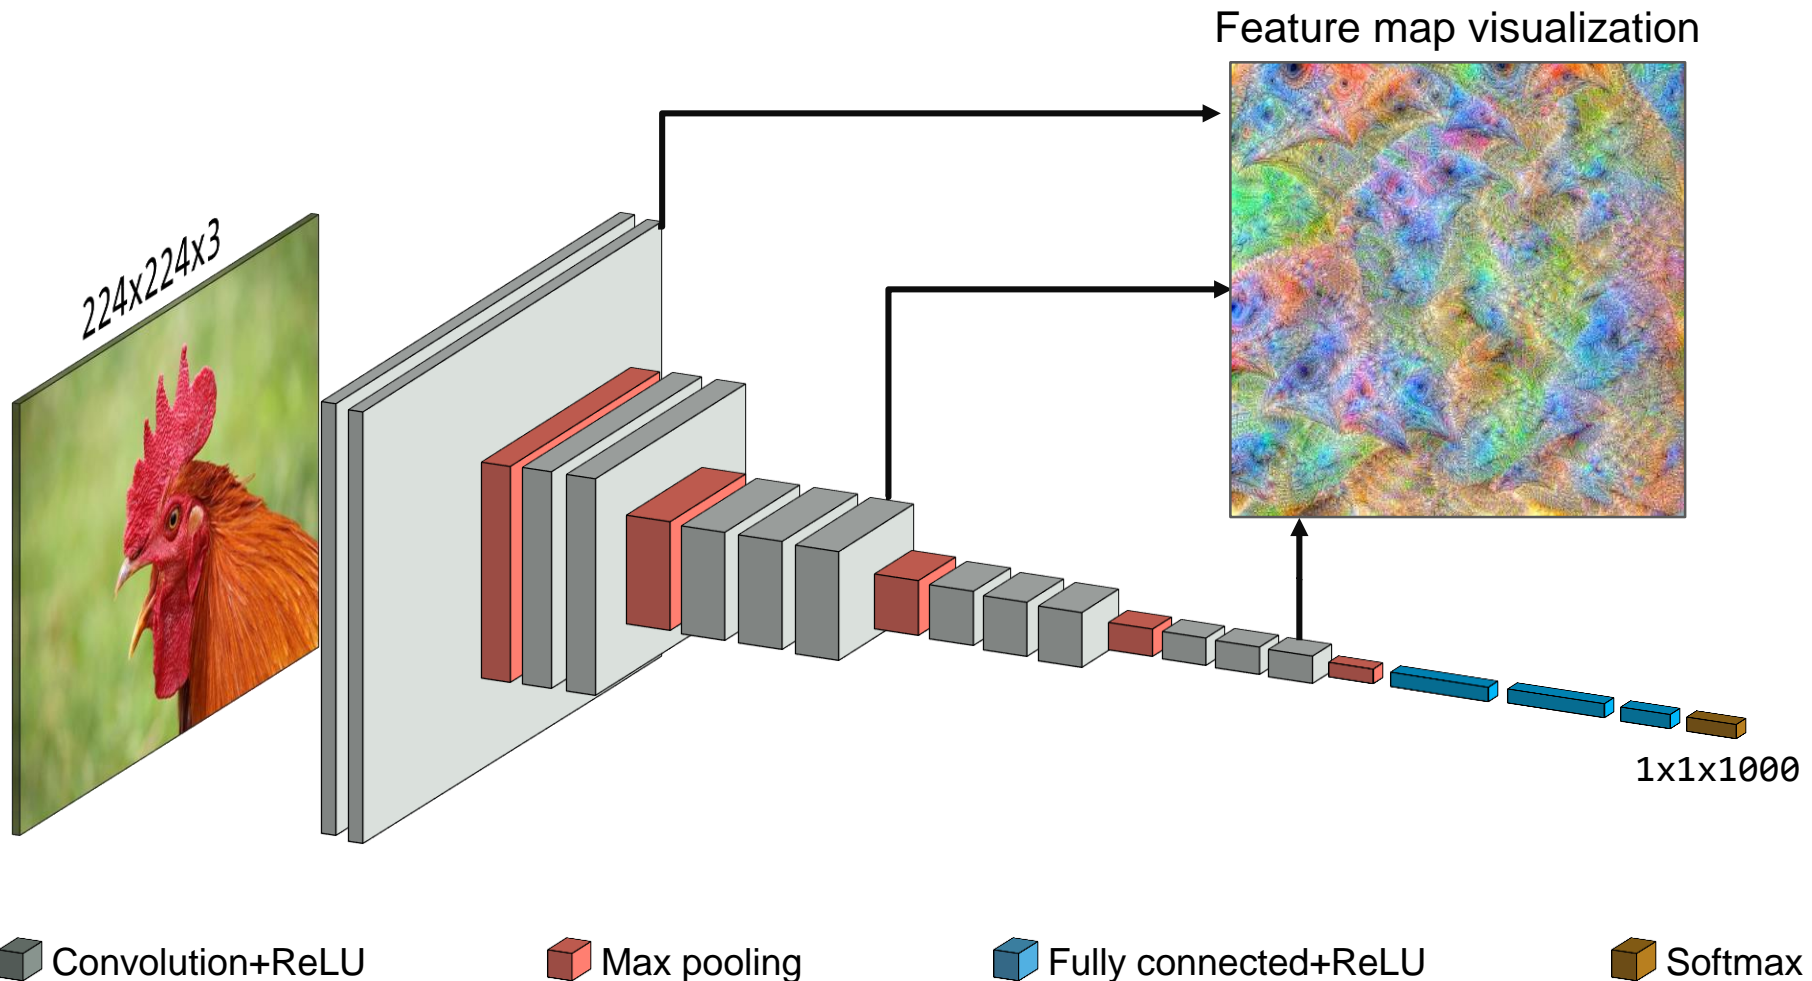 Feature map visualization
224x224x3
1x1x1000
Convolution+ReLU
Max pooling
Fully connected+ReLU
Softmax